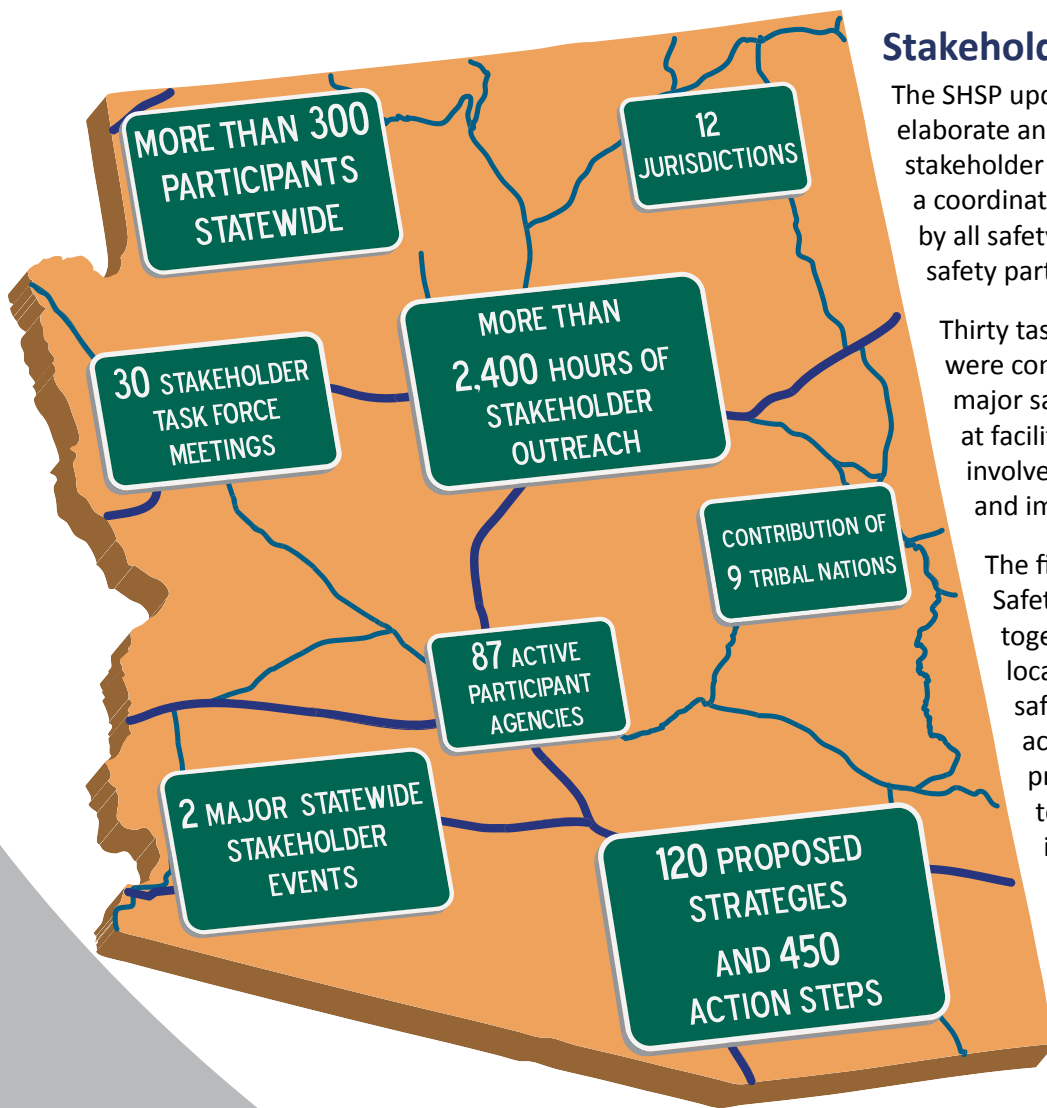 MORE THAN 300
PARTICIPANTS
STATEWIDE
12
JURISDICTIONS
30 STAKEHOLDER
TASK FORCE
MEETINGS
MORE THAN
2,400 HOURS OF
STAKEHOLDER
OUTREACH
CONTRIBUTION OF
9 TRIBAL NATIONS
87 ACTIVE
PARTICIPANT
AGENCIES
2 MAJOR STATEWIDE
STAKEHOLDER
EVENTS
120 PROPOSED
STRATEGIES
AND 450
ACTION STEPS
Stakehold
The SHSP upd
elaborate an
stakeholder
a coordinat
by all safety
safety part
Thirty tas
were con
major sa
at facilit
involve
and im
The fi
Safet
toge
loca
saf
ac
pr
t
i